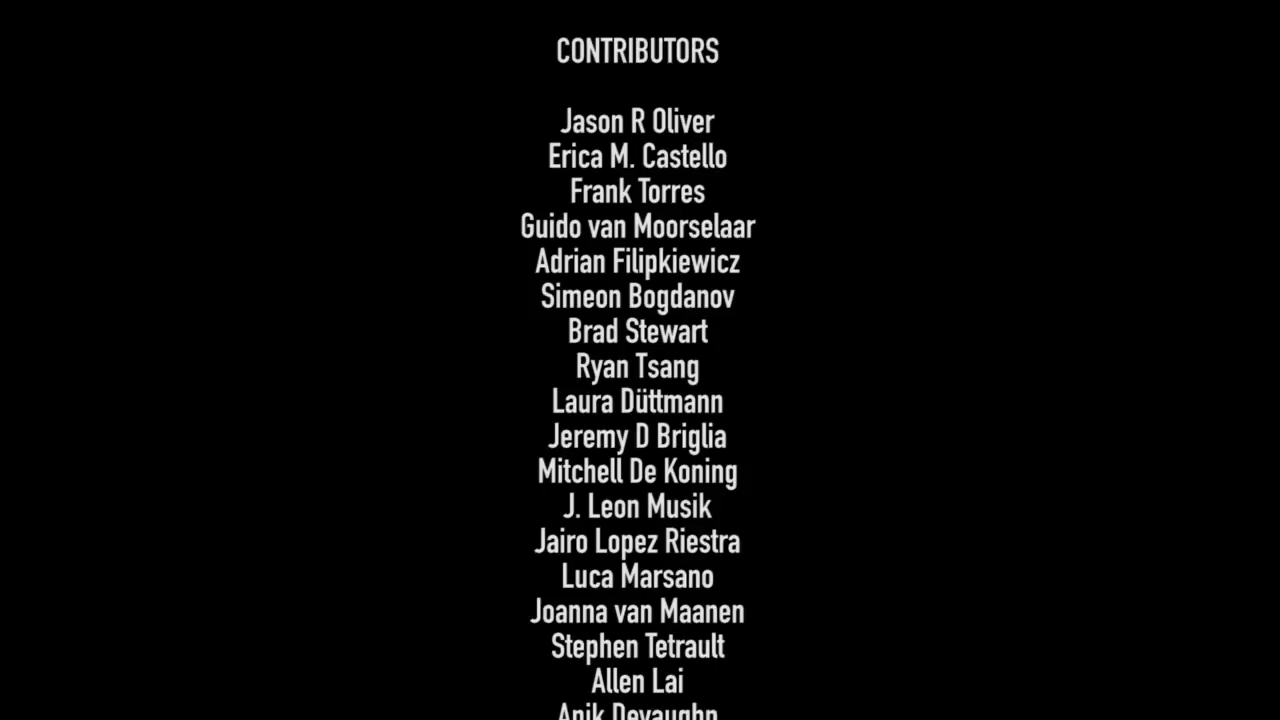 CONTRIBUTORS
Jason R Oliver
Erica M. Castello
Frank Torres
Guido van Moorselaar
Adrian Filipkiewicz
Simeon Bogdanov
Brad Stewart
Ryan Tsang
Laura Düttmann
Jeremy D Briglia
Mitchell De Koning
J. Leon Musik
Jairo Lopez Riestra
Luca Marsano
Joanna van Maanen
Stephen Tetrault
Allen Lai
Anik Devaughn